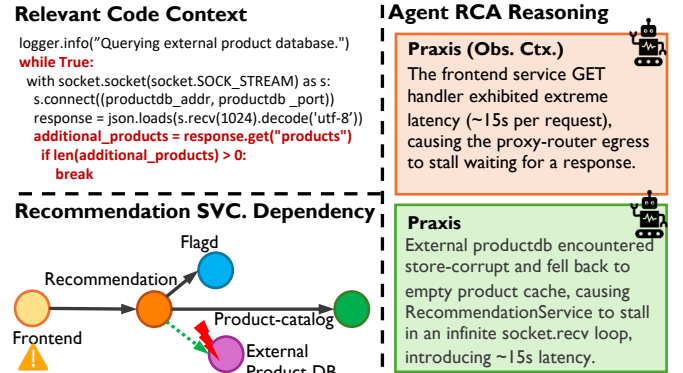 Relevant Code Context
logger.info("Querying external product database.")
while True:
with socket.socket(socket.SOCK_STREAM) as s:
s.connect((productdb_addr, productdb _port))
response = json.loads(s.recv(1024).decode('utf-8'))
additional_products = response.get("products")
if len(additional_products) > 0:
break
Recommendation SVC. Dependency
Flagd
Recommendation
Product-catalog
Frontend
External
Product DB
Agent RCA Reasoning
Praxis (Obs. Ctx.)
The frontend service GET
handler exhibited extreme
latency (~15s per request),
causing the proxy-router egress
to stall waiting for a response.
Praxis
External productdb encountered
store-corrupt and fell back to
empty product cache, causing
RecommendationService to stall
in an infinite socket.recv loop,
introducing ~15s latency.